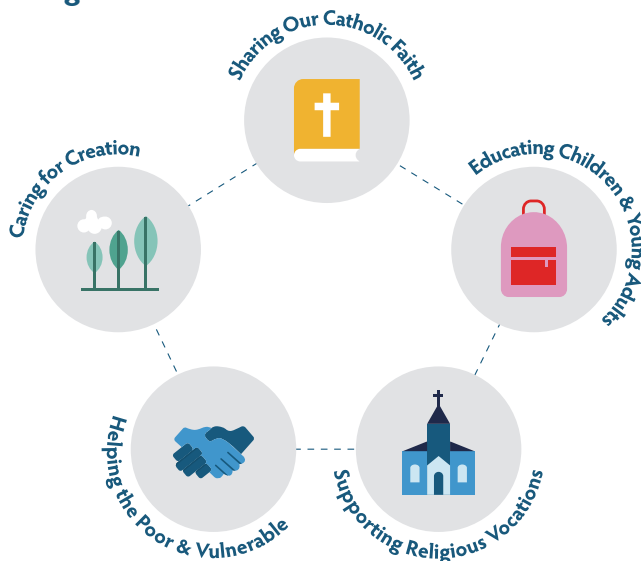 Sharing Our Catholic Faith
Educating Children & Young Adults
Supporting Religious Vocations
Helping the Poor & Vulnerable
Caring for Creation